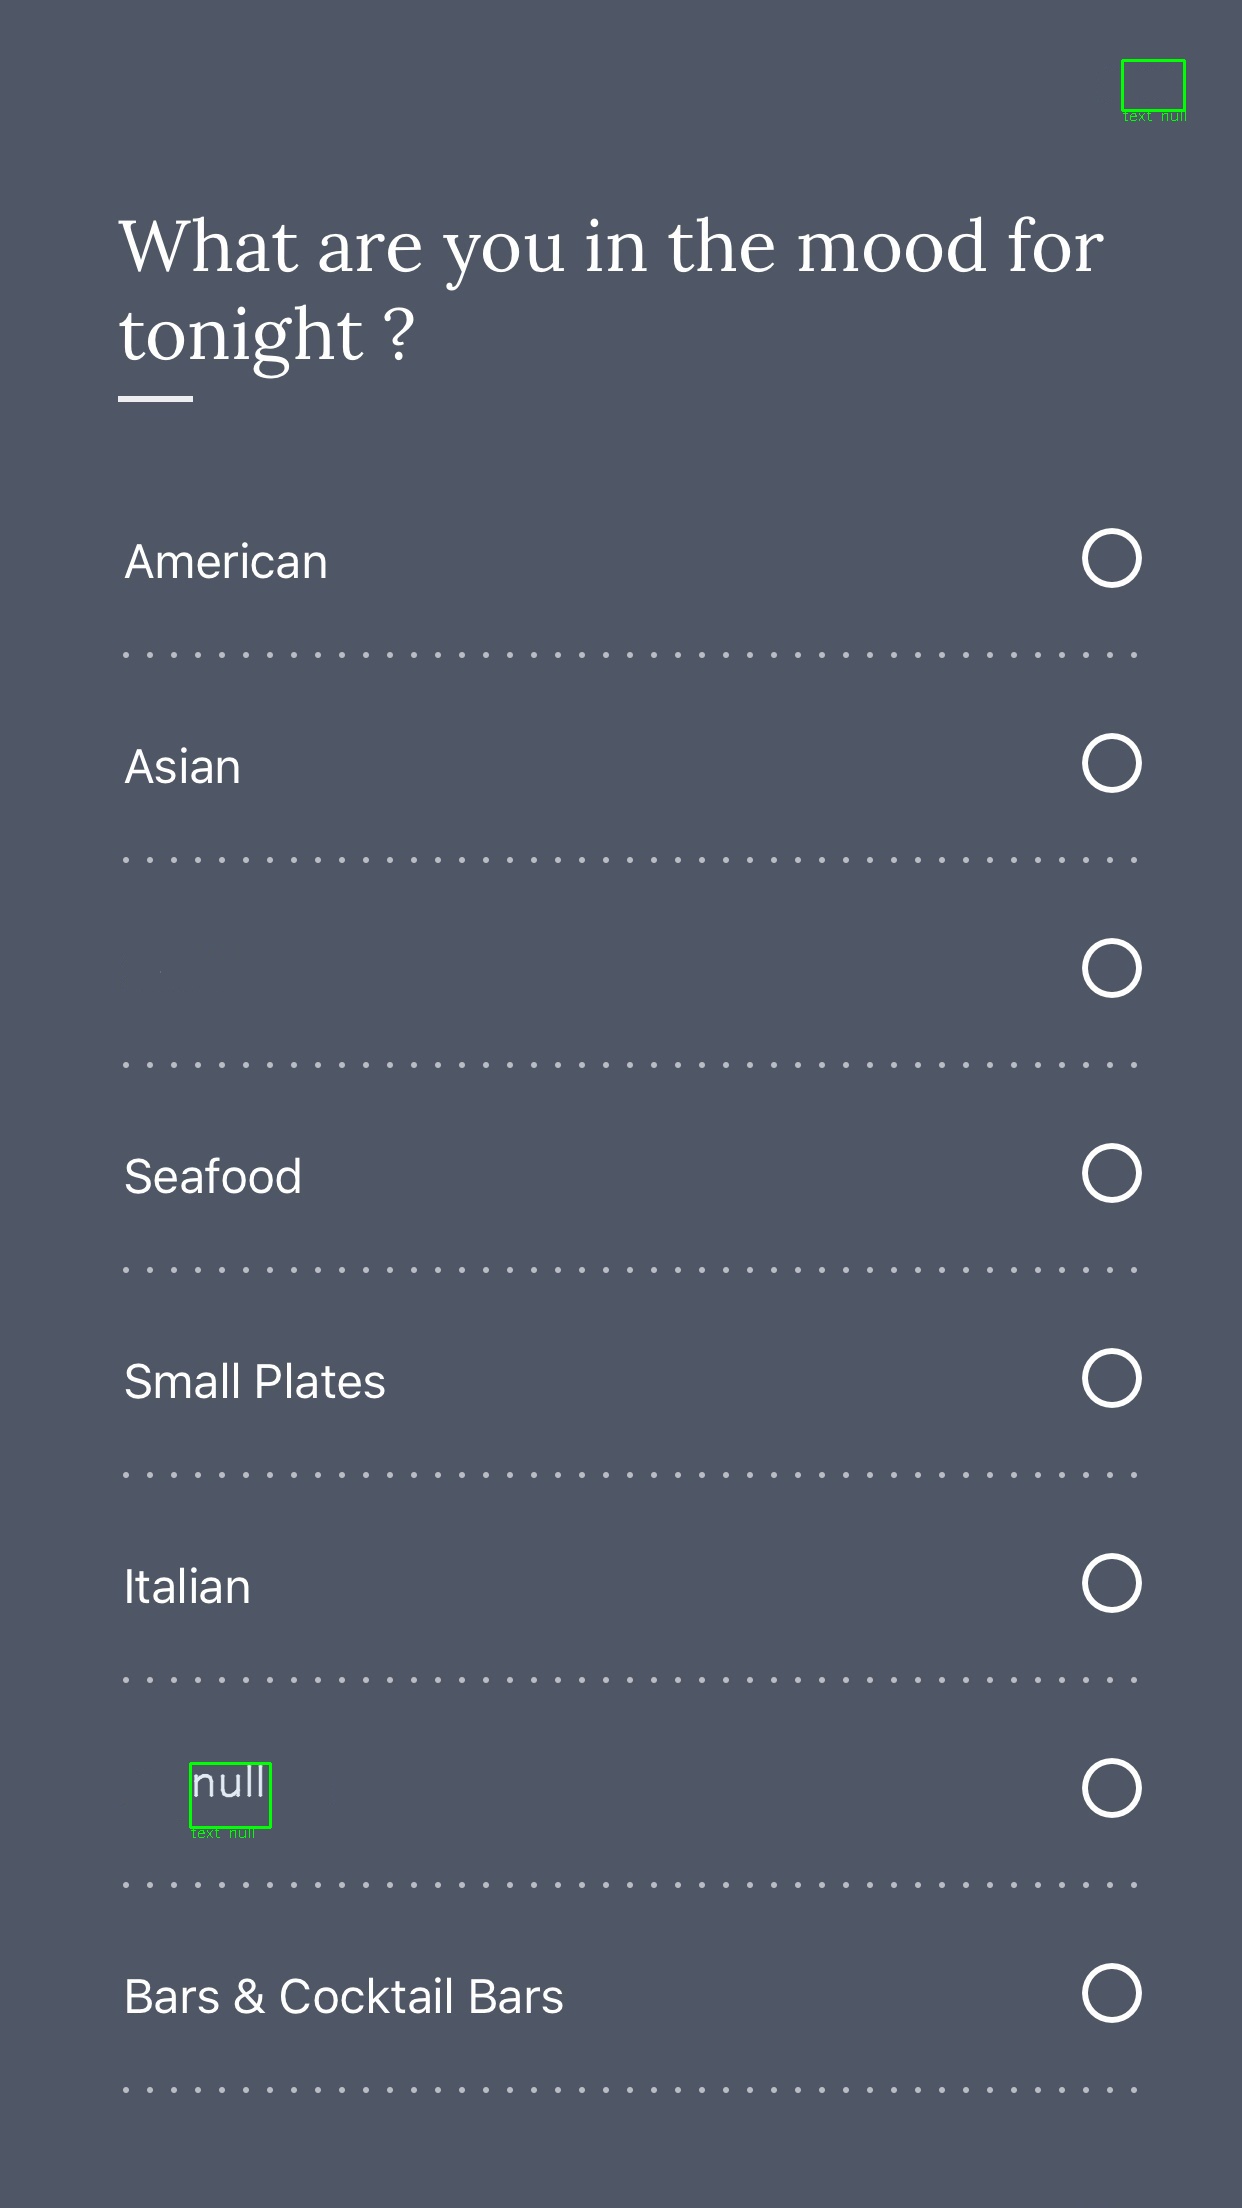 text null
What are you in the mood for
tonight ?
American
Asian
Seafood
Small Plates
Italian
null
text null
Bars & Cocktail Bars